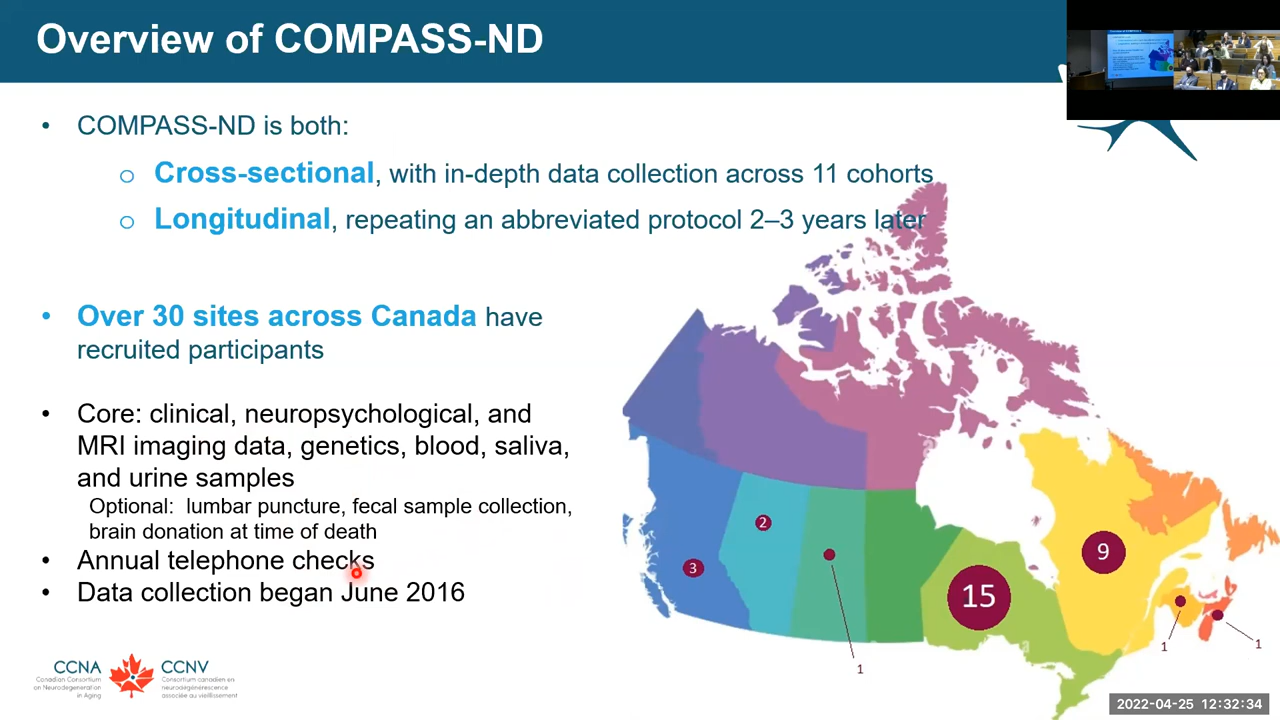 Overview of COMPASS-ND
• COMPASS-ND is both:
o Cross-sectional, with in-depth data collection across 11 cohorts
o Longitudinal, repeating an abbreviated protocol 2–3 years later
• Over 30 sites across Canada have
recruited participants
• Core: clinical, neuropsychological, and
MRI imaging data, genetics, blood, saliva,
and urine samples
Optional: lumbar puncture, fecal sample collection,
brain donation at time of death
• Annual telephone checks
• Data collection began June 2016
2
3
9
15
1
1
1
CCNA
Canadian Consortium
on Neurodegeneration
in Aging
CCNV
Consortium canadien en
neurodégénérescence
associée au vieillissement
2022-04-25 12:32:34